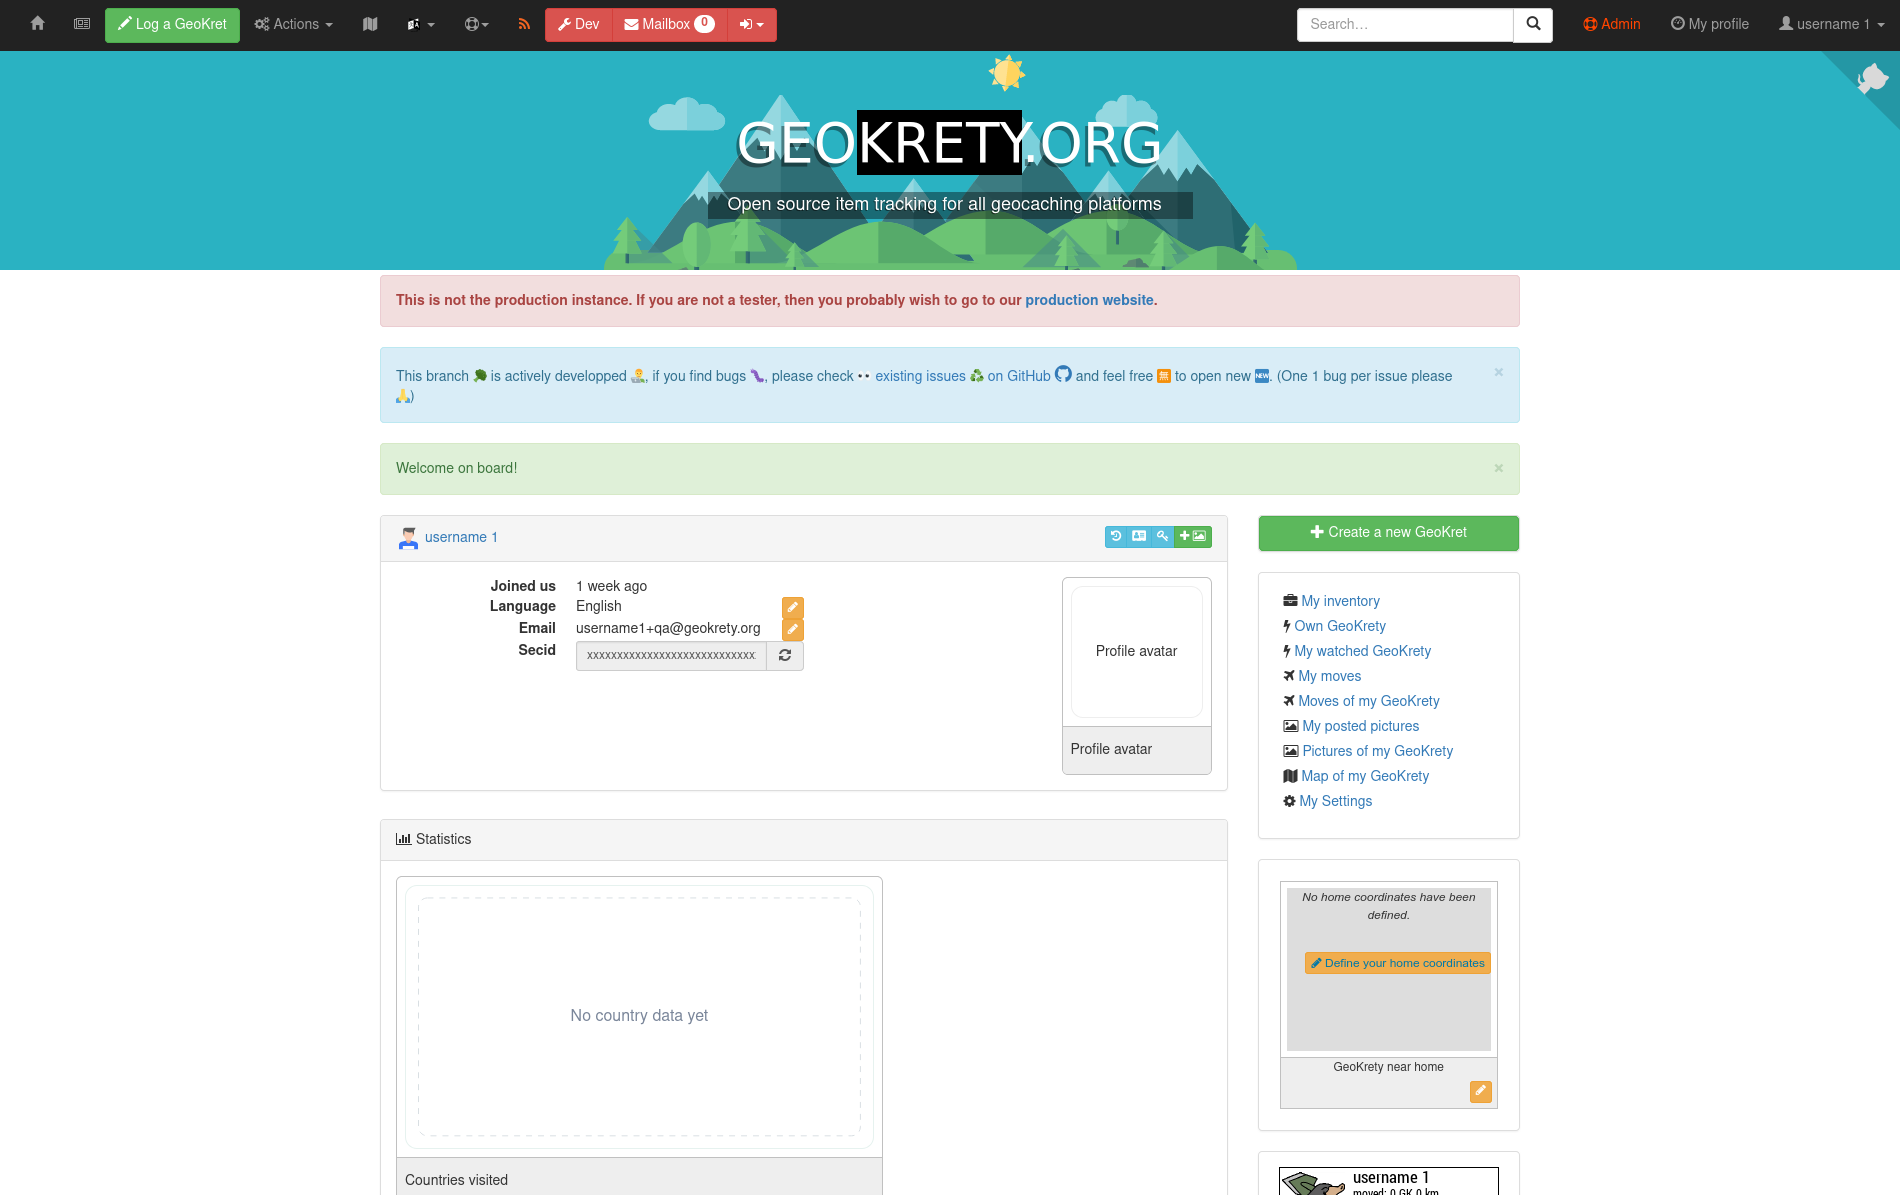 Log a GeoKret
Actions
Dev
Mailbox 0
Search...
Admin
My profile
username 1
GEOKRETY.ORG
Open source item tracking for all geocaching platforms
This is not the production instance. If you are not a tester, then you probably wish to go to our production website.
This branch is actively developped, if you find bugs, please check existing issues on GitHub and feel free to open new. (One 1 bug per issue please
)
Welcome on board!
username 1
Joined us 1 week ago
Language English
Email username1+qa@geokrety.org
Secid xxxxxxxxxxxxxxxxxxxxxxxxxxxx
Profile avatar
Profile avatar
Create a new GeoKret
My inventory
Own GeoKrety
My watched GeoKrety
My moves
Moves of my GeoKrety
My posted pictures
Pictures of my GeoKrety
Map of my GeoKrety
My Settings
Statistics
No country data yet
Countries visited
No home coordinates have been
defined.
Define your home coordinates
GeoKrety near home
username 1
moved: 0 GK 0 km